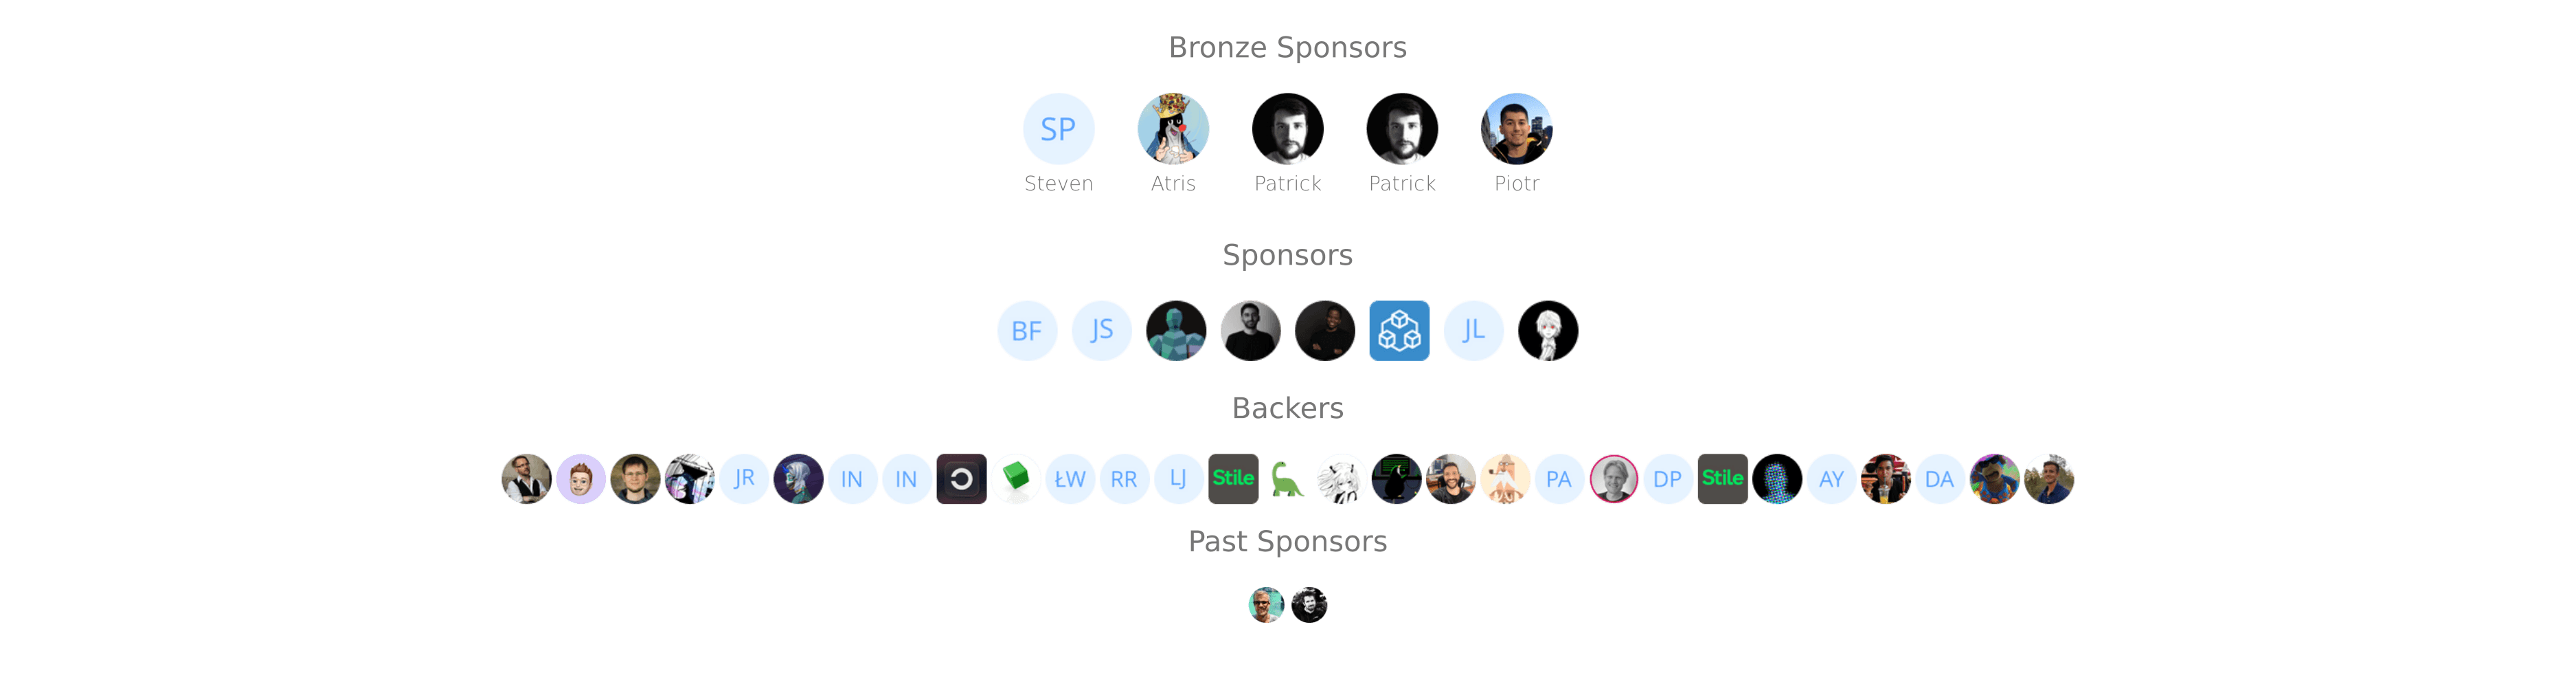 Bronze Sponsors
SP
Steven Atris Patrick Patrick Piotr
Sponsors
BF JS JL
Backers
JR IN IN ŁW RR LJ Stile PA DP Stile AY DA
Past Sponsors